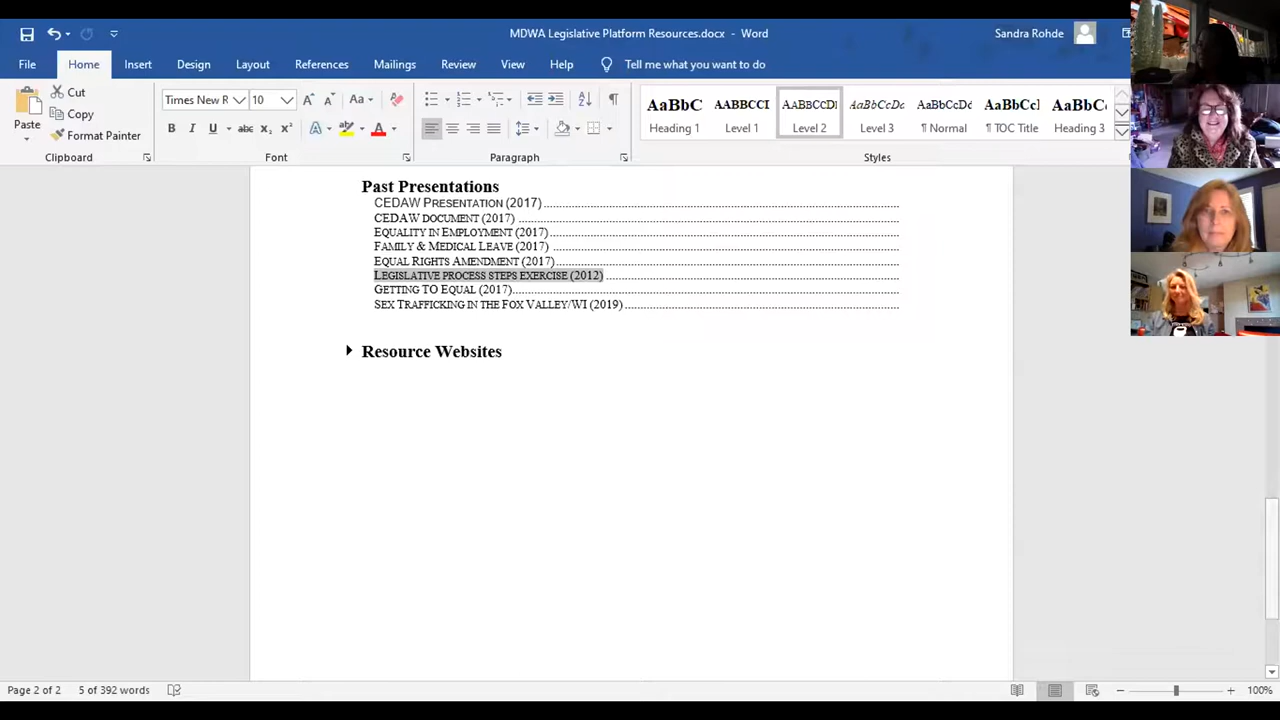 MDWA Legislative Platform Resources.docx - Word
Sandra Rohde
File Home Insert Design Layout References Mailings Review View Help Tell me what you want to do
Paste
Cut
Copy
Format Painter
Clipboard
Times New R 10
B I U abc x₂ x²
Font
Paragraph
AaBbC AABBCCI AABBCCDI AaBbCcDc AaBbCcDc AaBbCcI AaBbC
Heading 1 Level 1 Level 2 Level 3 ¶ Normal ¶ TOC Title Heading 3
Styles
Past Presentations
CEDAW PRESENTATION (2017)
CEDAW DOCUMENT (2017)
EQUALITY IN EMPLOYMENT (2017)
FAMILY & MEDICAL LEAVE (2017)
EQUAL RIGHTS AMENDMENT (2017)
LEGISLATIVE PROCESS STEPS EXERCISE (2012)
GETTING TO EQUAL (2017)
SEX TRAFFICKING IN THE FOX VALLEY/WI (2019)
Resource Websites
Page 2 of 2 5 of 392 words 100%